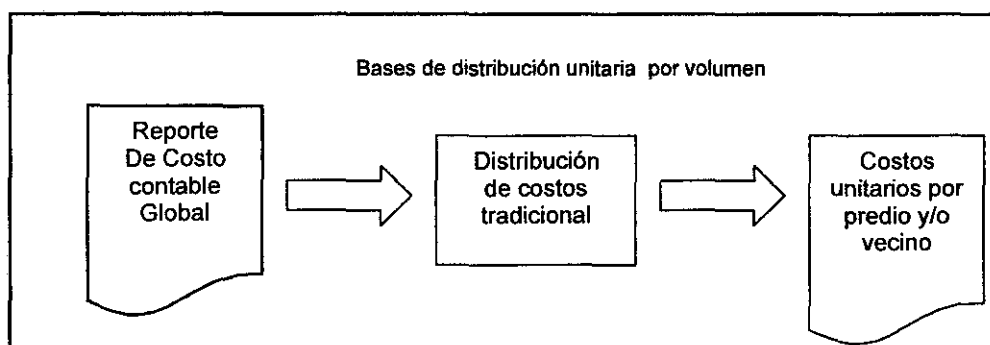 Bases de distribución unitaria por volumen
Reporte
De Costo
contable
Global
Distribución
de costos
tradicional
Costos
unitarios por
predio y/o
vecino